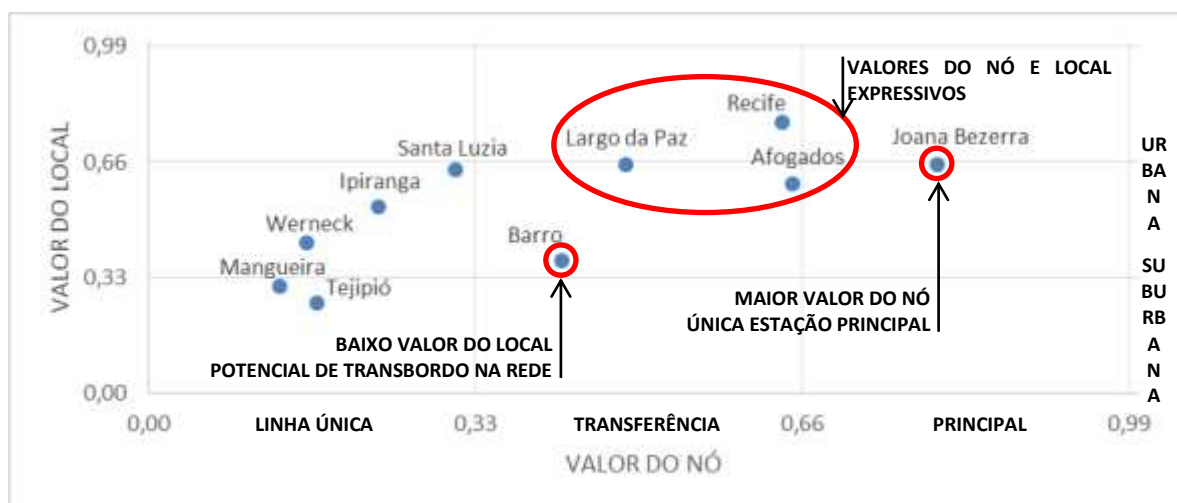 0,99
VALORES DO NÓ E LOCAL
EXPRESSIVOS
Recife
Largo da Paz
Joana Bezerra
Santa Luzia
Afogados
0,66
Ipiranga
Werneck
Barro
Mangueira
0,33
Tejipió
MAIOR VALOR DO NÓ
ÚNICA ESTAÇÃO PRINCIPAL
BAIXO VALOR DO LOCAL
POTENCIAL DE TRANSBORDO NA REDE
0,00
VALOR DO LOCAL
UR
BA
N
A
SU
BU
RB
A
N
A
0,00
LINHA ÚNICA
0,33
TRANSFERÊNCIA
0,66
PRINCIPAL
0,99
VALOR DO NÓ